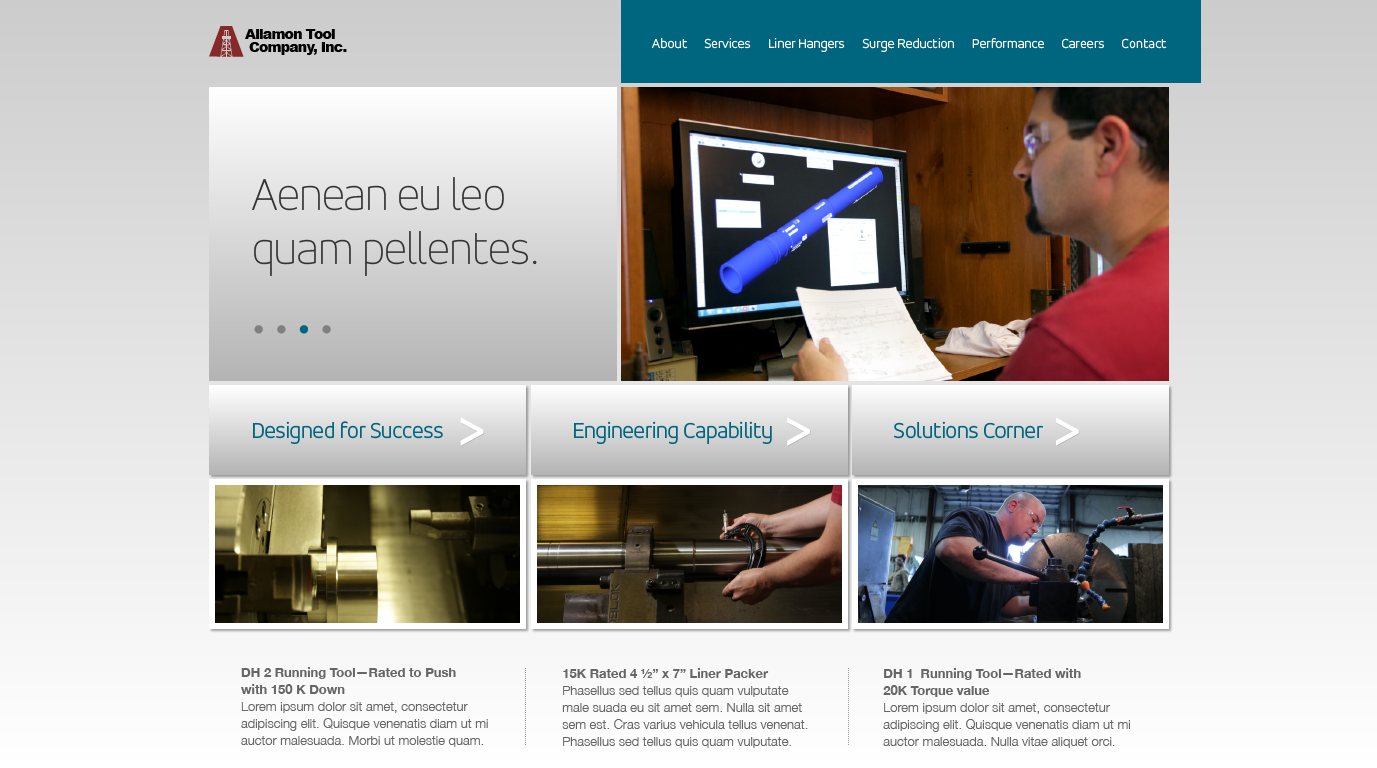 Allamon Tool
Company, Inc.
About Services Liner Hangers Surge Reduction Performance Careers Contact
Aenean eu leo
quam pellentes.
Designed for Success >
Engineering Capability >
Solutions Corner >
DH 2 Running Tool—Rated to Push
with 150 K Down
Lorem ipsum dolor sit amet, consectetur
adipiscing elit. Quisque venenatis diam ut mi
auctor malesuada. Morbi ut molestie quam.
15K Rated 4 ½” x 7” Liner Packer
Phasellus sed tellus quis quam vulputate
male suada eu sit amet sem. Nulla sit amet
sem est. Cras varius vehicula tellus venenat.
Phasellus sed tellus quis quam vulputate.
DH 1  Running Tool—Rated with
20K Torque value
Lorem ipsum dolor sit amet, consectetur
adipiscing elit. Quisque venenatis diam ut mi
auctor malesuada. Nulla vitae aliquet orci.